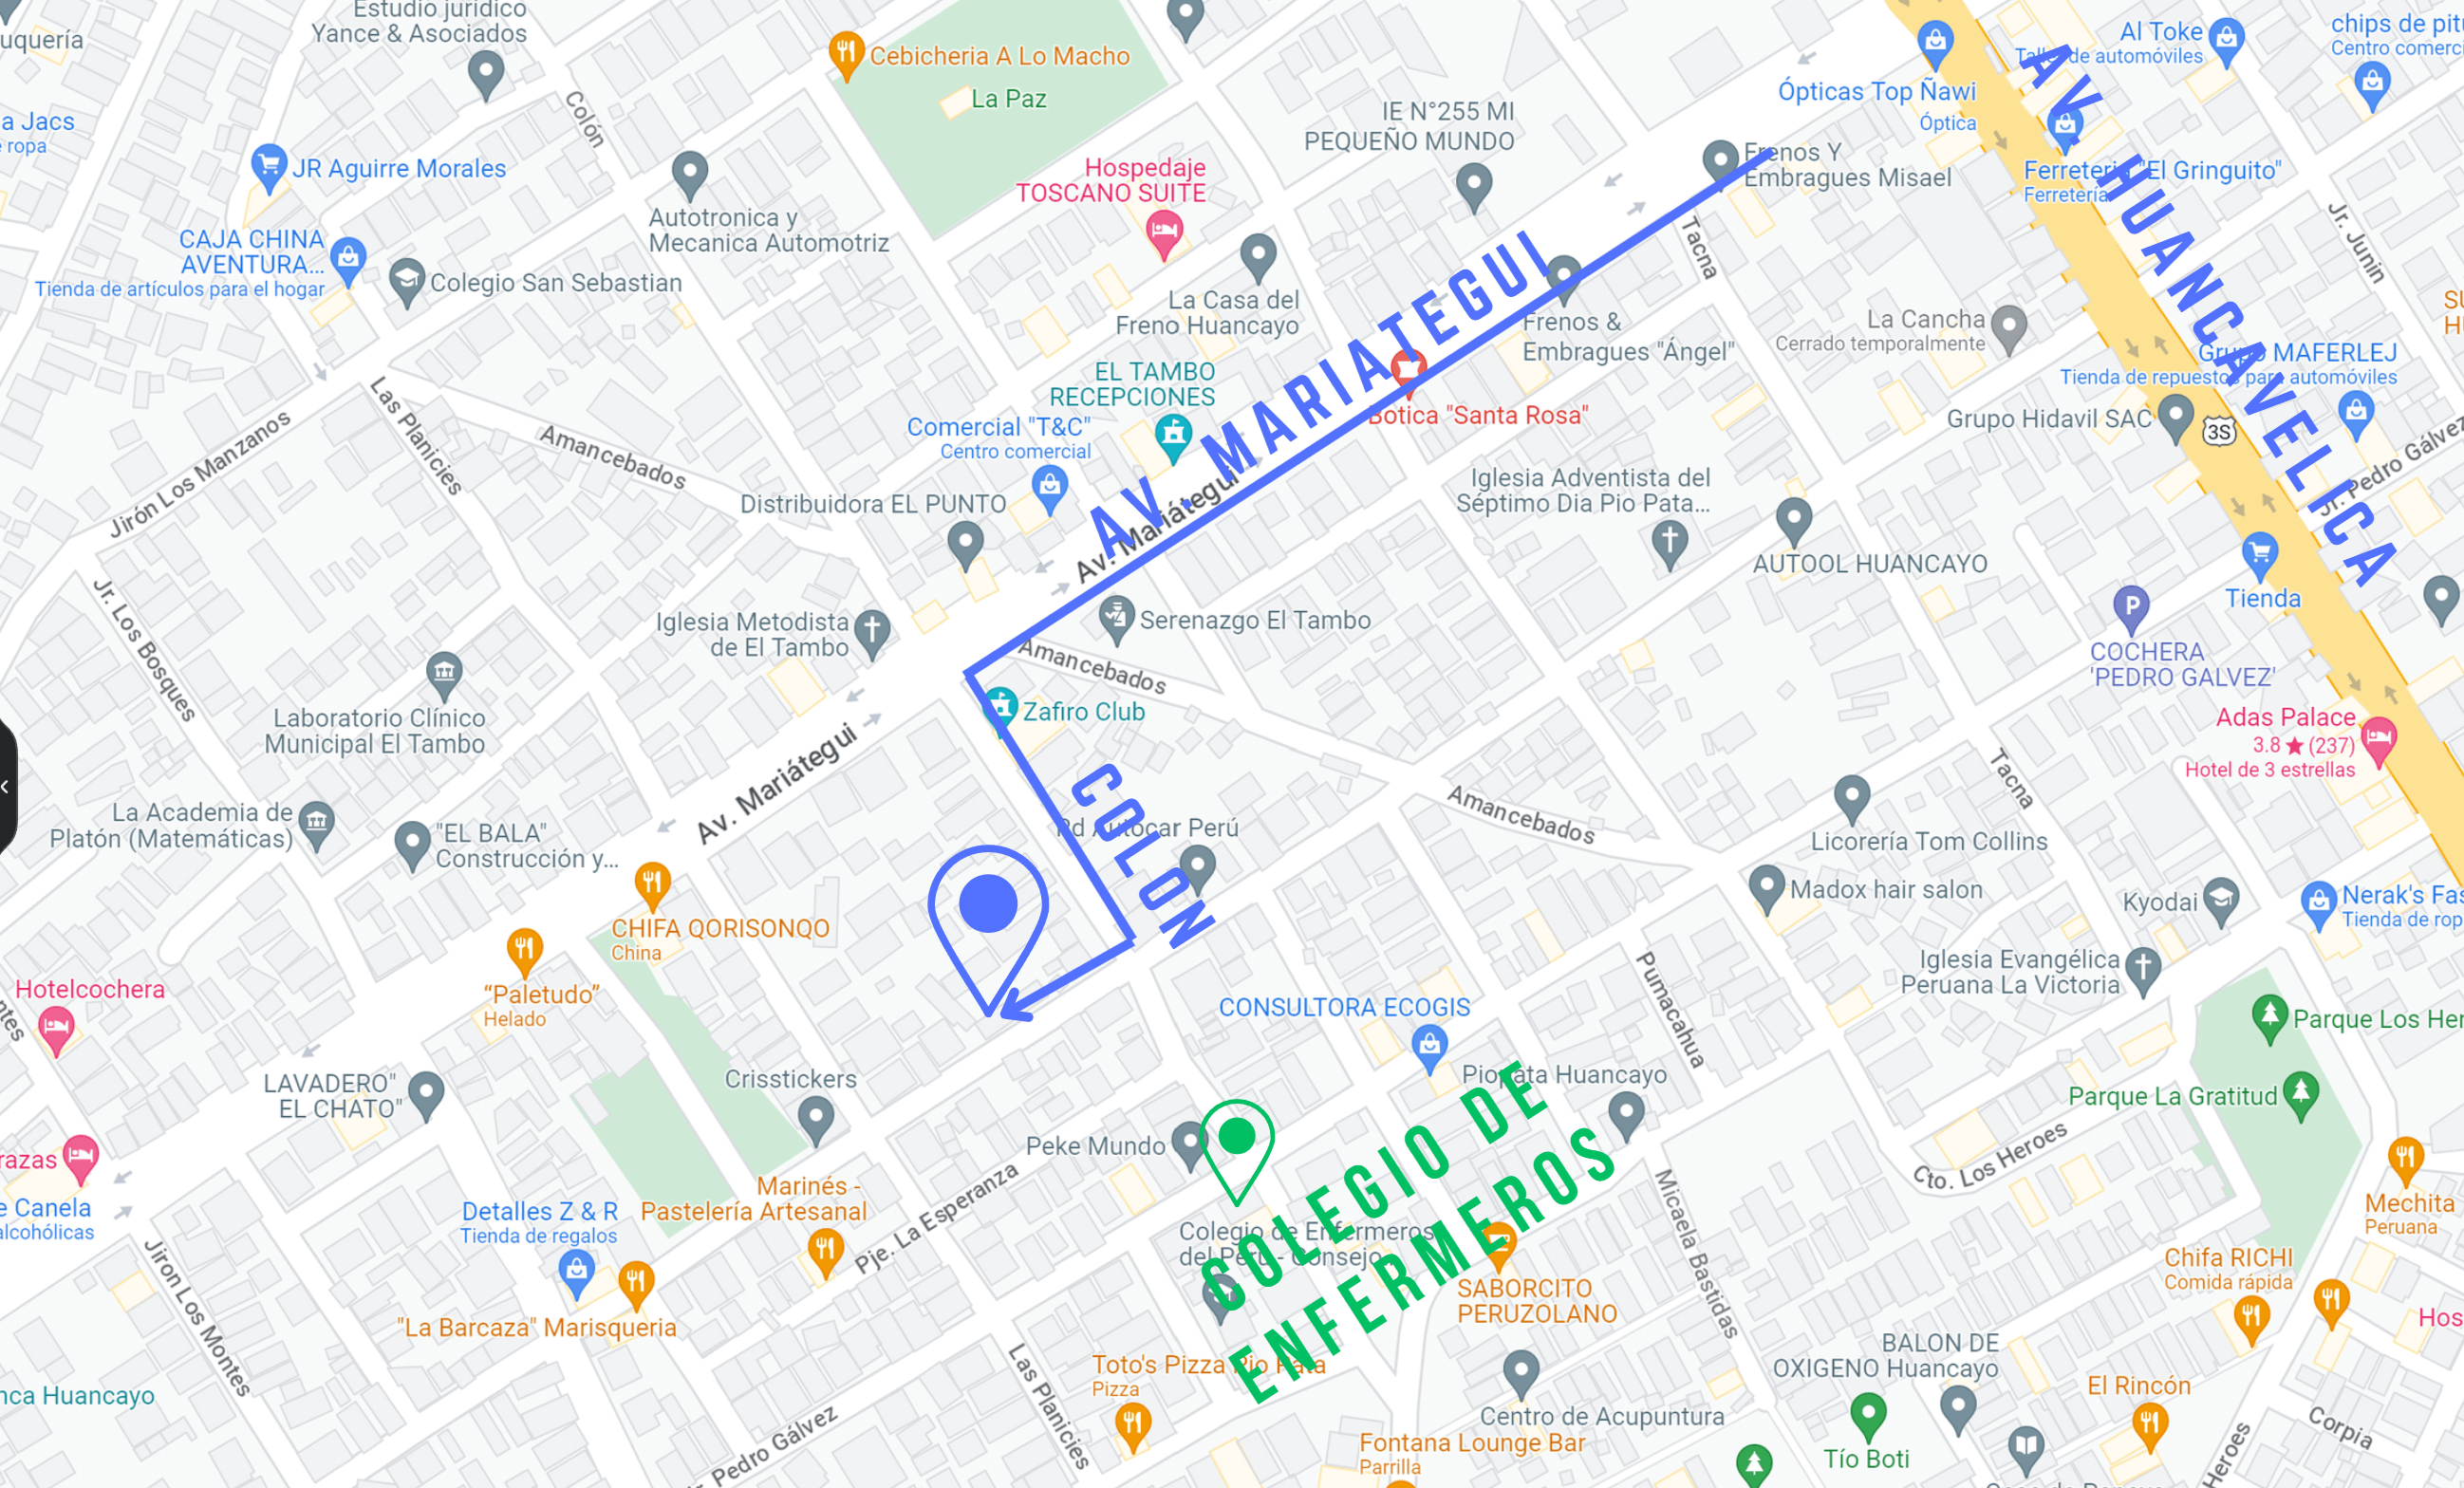 Estudio jurídico
Yance & Asociados
uquería
Cebicheria A Lo Macho
La Paz
Al Toke
Taller de automóviles
chips de pit
Centro comerci
Colón
IE N°255 MI
PEQUEÑO MUNDO
Ópticas Top Ñawi
Óptica
AV. HUANCAVELICA
a Jacs
ropa
JR Aguirre Morales
Hospedaje
TOSCANO SUITE
Frenos Y
Embragues Misael
Ferretería "El Gringuito"
Ferretería
Autotronica y
Mecanica Automotriz
Tacna
Jr. Junin
CAJA CHINA
AVENTURA...
Tienda de artículos para el hogar
Colegio San Sebastian
La Casa del
Freno Huancayo
AV. MARIATEGUI
Frenos &
Embragues "Ángel"
La Cancha
Cerrado temporalmente
Grupo MAFERLEJ
Tienda de repuestos para automóviles
EL TAMBO
RECEPCIONES
Botica "Santa Rosa"
Grupo Hidavil SAC
3S
Las Planicies
Jirón Los Manzanos
Amancebados
Comercial "T&C"
Centro comercial
Distribuidora EL PUNTO
Av. Mariátegui
Iglesia Adventista del
Séptimo Dia Pio Pata...
Jr. Pedro Gálvez
AUTOOL HUANCAYO
Tienda
Jr. Los Bosques
Iglesia Metodista
de El Tambo
Serenazgo El Tambo
Amancebados
P
COCHERA
'PEDRO GALVEZ'
Laboratorio Clínico
Municipal El Tambo
Zafiro Club
Adas Palace
3.8 ★ (237)
Hotel de 3 estrellas
Av. Mariátegui
COLON
Rd Autocar Perú
Amancebados
Tacna
La Academia de
Platón (Matemáticas)
"EL BALA"
Construcción y...
Licorería Tom Collins
Madox hair salon
Kyodai
Nerak's Fas
Tienda de rop
CHIFA QORISONQO
China
Iglesia Evangélica
Peruana La Victoria
Hotelcochera
"Paletudo"
Helado
CONSULTORA ECOGIS
Pumacahua
Parque Los Her
Crisstickers
Piopata Huancayo
LAVADERO"
EL CHATO"
Parque La Gratitud
Peke Mundo
COLEGIO DE
ENFERMEROS
Cto. Los Heroes
razas
e Canela
alcohólicas
Marinés -
Pastelería Artesanal
Detalles Z & R
Tienda de regalos
Pje. La Esperanza
Colegio de Enfermeros
del Perú - Consejo...
Micaela Bastidas
Mechita
Peruana
Jiron Los Montes
SABORCITO
PERUZOLANO
Chifa RICHI
Comida rápida
"La Barcaza" Marisqueria
Hos
Las Planicies
Toto's Pizza Pio Pata
Pizza
BALON DE
OXIGENO Huancayo
nca Huancayo
El Rincón
Centro de Acupuntura
Pedro Gálvez
Fontana Lounge Bar
Parrilla
Tío Boti
Heroes
Corpia